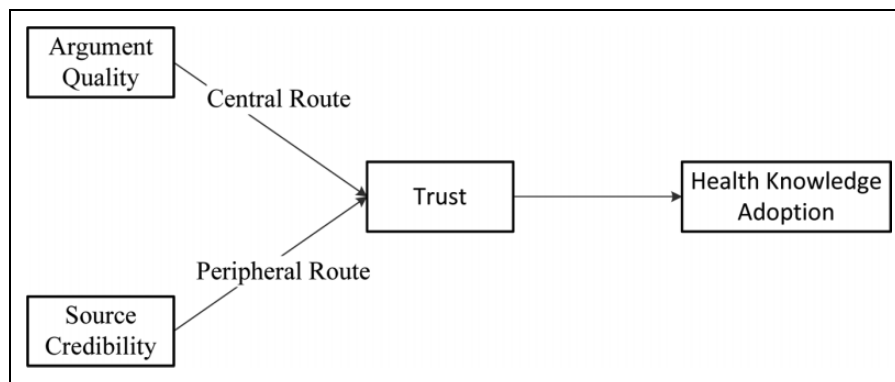 Argument
Quality
Central Route
Trust
Health Knowledge
Adoption
Peripheral Route
Source
Credibility